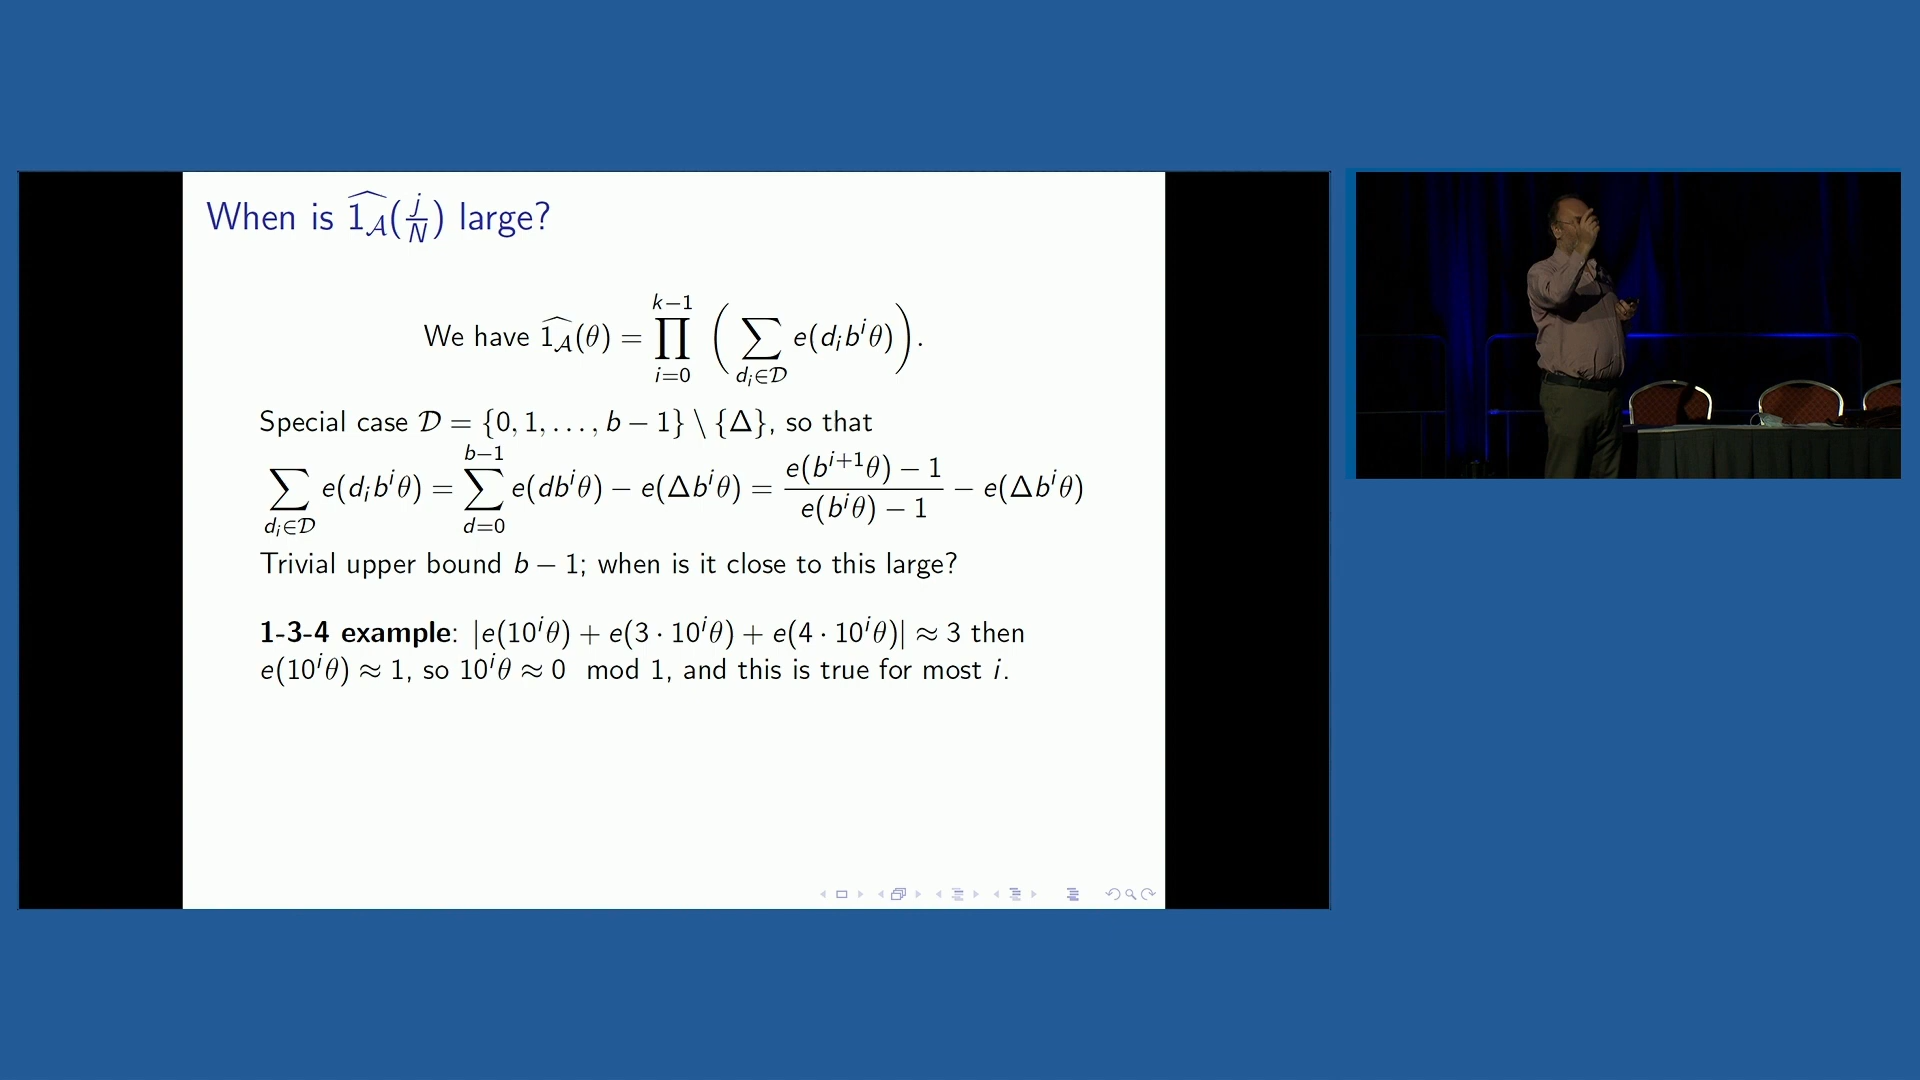 When is $\widehat{1_{\mathcal{A}}}(\frac{j}{N})$ large?
We have $\widehat{1_{\mathcal{A}}}(\theta) = \prod_{i=0}^{k-1} \left( \sum_{d_i \in \mathcal{D}} e(d_i b^i \theta) \right).$
Special case $\mathcal{D} = \{0, 1, \ldots, b-1\} \setminus \{\Delta\}$, so that
$\sum_{d_i \in \mathcal{D}} e(d_i b^i \theta) = \sum_{d=0}^{b-1} e(d b^i \theta) - e(\Delta b^i \theta) = \frac{e(b^{i+1}\theta) - 1}{e(b^i \theta) - 1} - e(\Delta b^i \theta)$
Trivial upper bound $b - 1$; when is it close to this large?
1-3-4 example: $|e(10^i \theta) + e(3 \cdot 10^i \theta) + e(4 \cdot 10^i \theta)| \approx 3$ then
$e(10^i \theta) \approx 1$, so $10^i \theta \approx 0 \mod 1$, and this is true for most $i$.